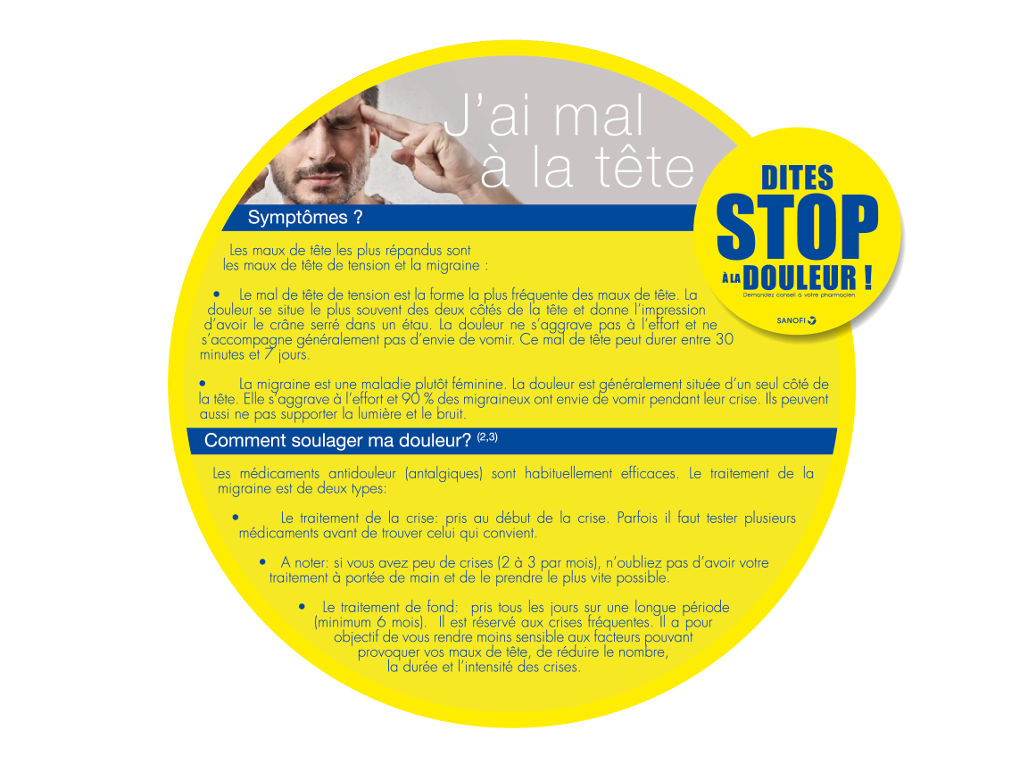 J’ai mal
à la tête
DITES
STOP
À LA DOULEUR !
Demandez conseil à votre pharmacien.
SANOFI
Symptômes ?
Les maux de tête les plus répandus sont
les maux de tête de tension et la migraine :
• Le mal de tête de tension est la forme la plus fréquente des maux de tête. La
douleur se situe le plus souvent des deux côtés de la tête et donne l’impression
d’avoir le crâne serré dans un étau. La douleur ne s’aggrave pas à l’effort et ne
s’accompagne généralement pas d’envie de vomir. Ce mal de tête peut durer entre 30
minutes et 7 jours.
• La migraine est une maladie plutôt féminine. La douleur est généralement située d’un seul côté de
la tête. Elle s’aggrave à l’effort et 90 % des migraineux ont envie de vomir pendant leur crise. Ils peuvent
aussi ne pas supporter la lumière et le bruit.
Comment soulager ma douleur? (2,3)
Les médicaments antidouleur (antalgiques) sont habituellement efficaces. Le traitement de la
migraine est de deux types:
• Le traitement de la crise: pris au début de la crise. Parfois il faut tester plusieurs
médicaments avant de trouver celui qui convient.
• A noter: si vous avez peu de crises (2 à 3 par mois), n’oubliez pas d’avoir votre
traitement à portée de main et de le prendre le plus vite possible.
• Le traitement de fond: pris tous les jours sur une longue période
(minimum 6 mois). Il est réservé aux crises fréquentes. Il a pour
objectif de vous rendre moins sensible aux facteurs pouvant
provoquer vos maux de tête, de réduire le nombre,
la durée et l’intensité des crises.